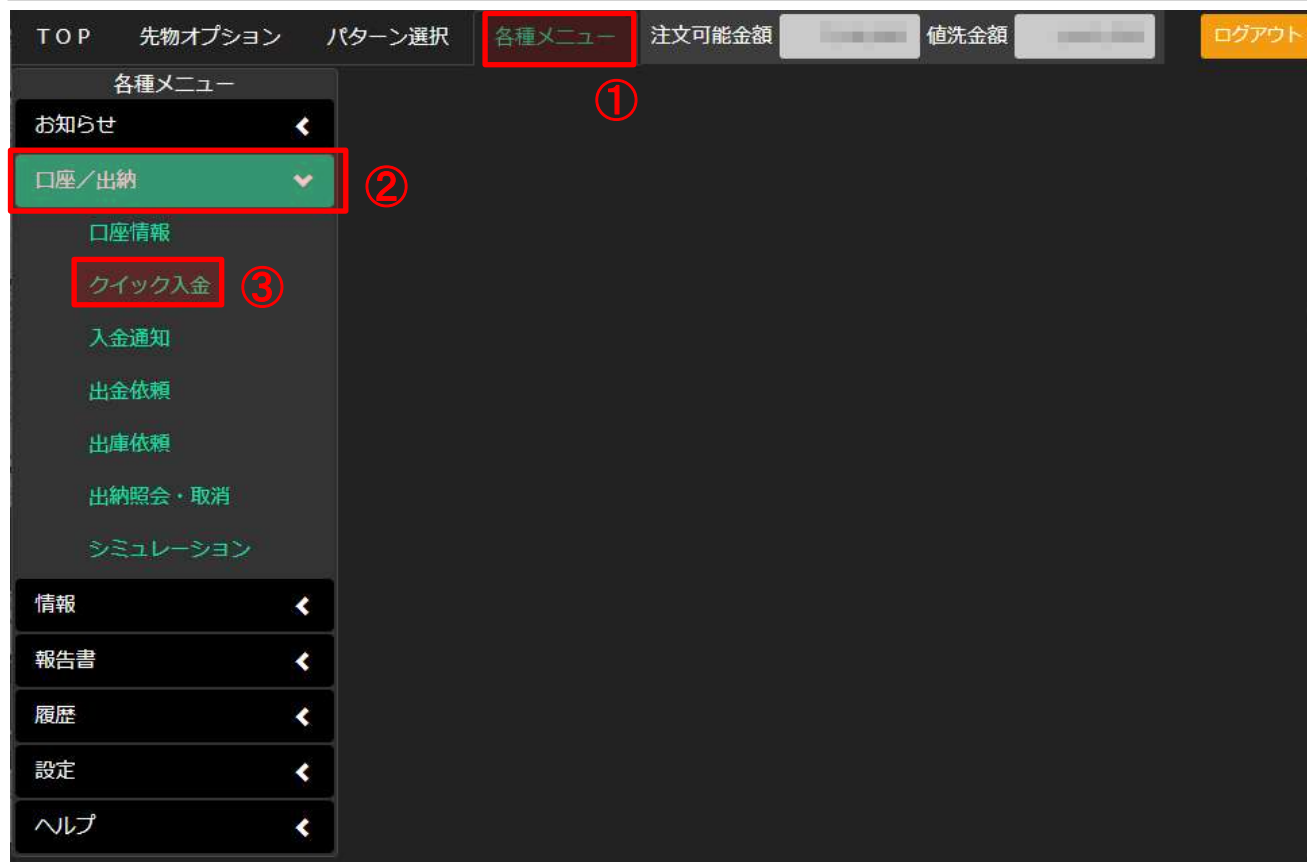 TOP 先物オプション パターン選択 各種メニュー 注文可能金額 値洗金額 ログアウト
①
各種メニュー
お知らせ
口座／出納
②
口座情報
クイック入金
③
入金通知
出金依頼
出庫依頼
出納照会・取消
シミュレーション
情報
報告書
履歴
設定
ヘルプ